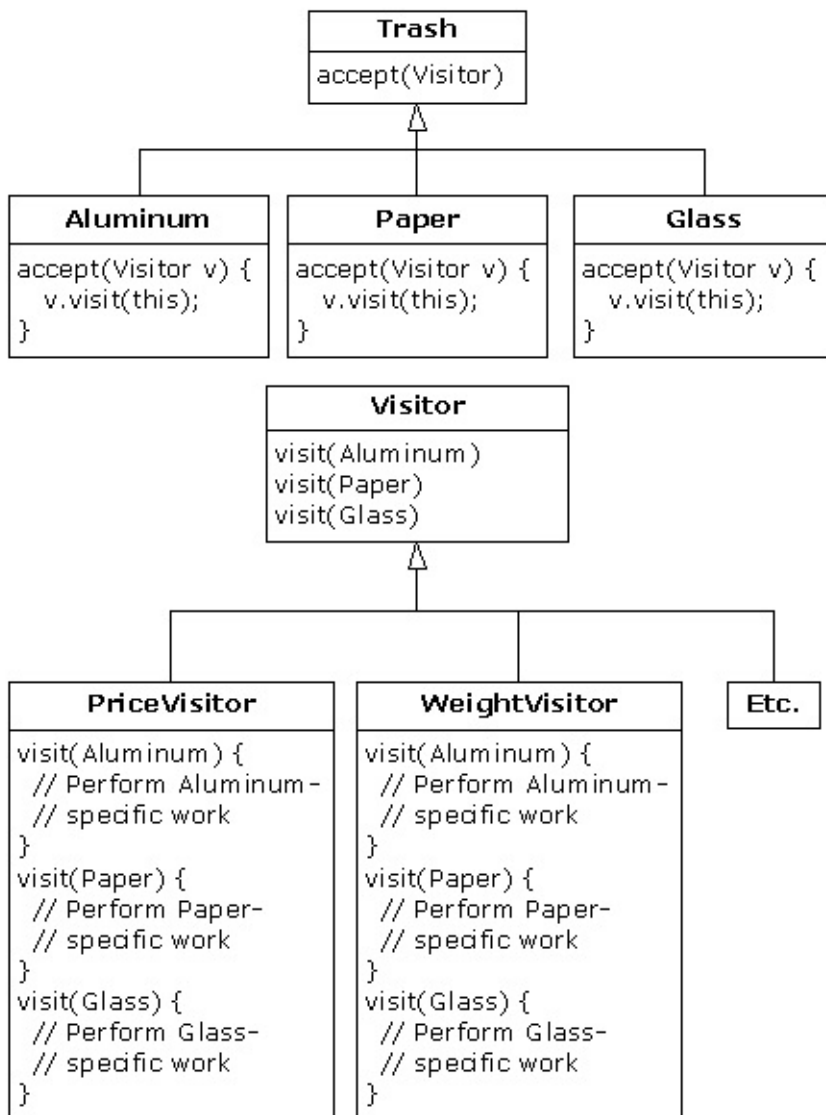 Trash
accept(Visitor)
Aluminum
accept(Visitor v) {
v.visit(this);
}
Paper
accept(Visitor v) {
v.visit(this);
}
Glass
accept(Visitor v) {
v.visit(this);
}
Visitor
visit(Aluminum)
visit(Paper)
visit(Glass)
PriceVisitor
visit(Aluminum) {
// Perform Aluminum-
// specific work
}
visit(Paper) {
// Perform Paper-
// specific work
}
visit(Glass) {
// Perform Glass-
// specific work
}
WeightVisitor
visit(Aluminum) {
// Perform Aluminum-
// specific work
}
visit(Paper) {
// Perform Paper-
// specific work
}
visit(Glass) {
// Perform Glass-
// specific work
}
Etc.